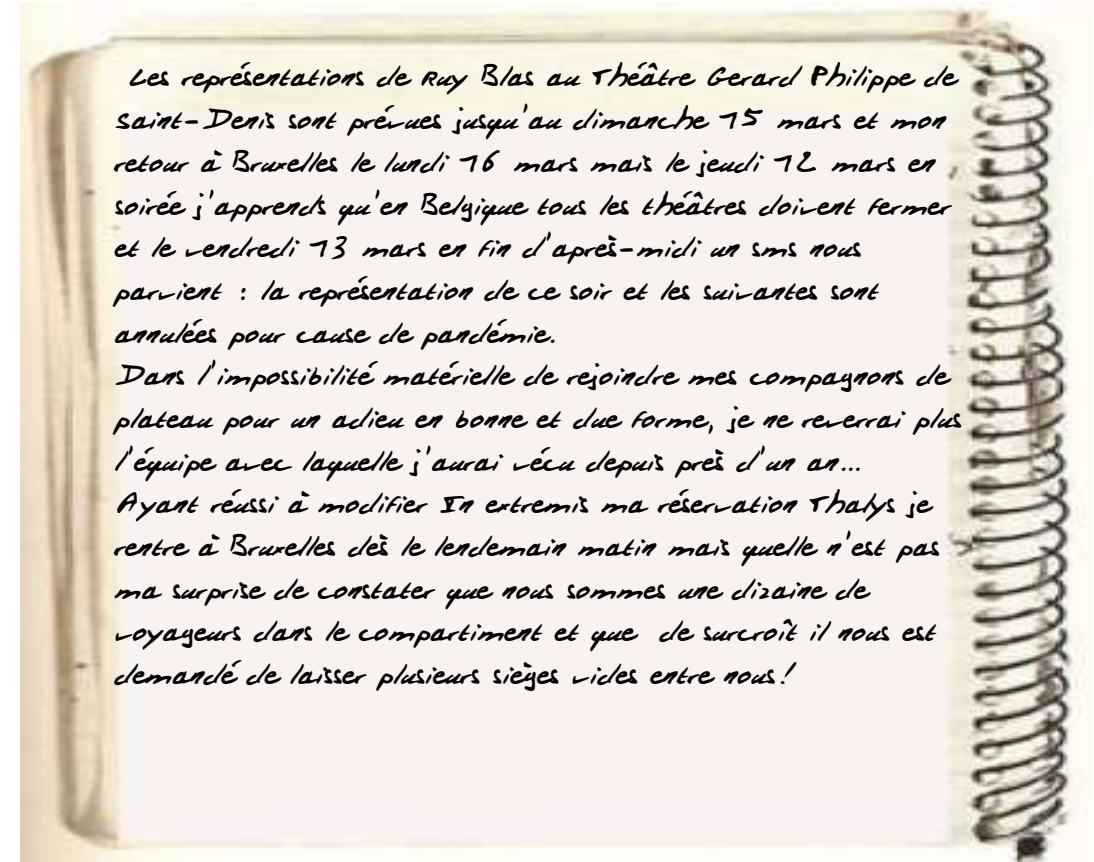 Les représentations de Ruy Blas au Théâtre Gerard Philippe de
Saint-Denis sont prévues jusqu'au dimanche 15 mars et mon
retour à Bruxelles le lundi 16 mars mais le jeudi 12 mars en
soirée j'apprends qu'en Belgique tous les théâtres doivent fermer
et le vendredi 13 mars en fin d'après-midi un sms nous
parvient : la représentation de ce soir et les suivantes sont
annulées pour cause de pandémie.
Dans l'impossibilité matérielle de rejoindre mes compagnons de
plateau pour un adieu en bonne et due forme, je ne reverrai plus
l'équipe avec laquelle j'aurai vécu depuis près d'un an...
Ayant réussi à modifier In extremis ma réservation Thalys je
rentre à Bruxelles dès le lendemain matin mais quelle n'est pas
ma surprise de constater que nous sommes une dizaine de
voyageurs dans le compartiment et que de surcroît il nous est
demandé de laisser plusieurs sièges vides entre nous!